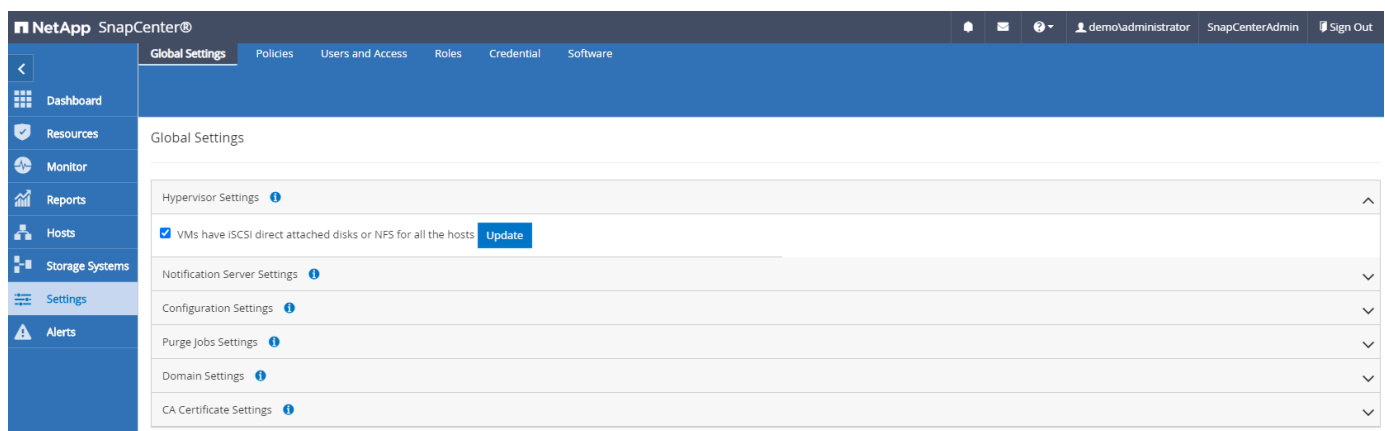 NetApp SnapCenter®
demo\administrator SnapCenterAdmin Sign Out
Global Settings Policies Users and Access Roles Credential Software
Dashboard
Resources
Monitor
Reports
Hosts
Storage Systems
Settings
Alerts
Global Settings
Hypervisor Settings
VMs have iSCSI direct attached disks or NFS for all the hosts Update
Notification Server Settings
Configuration Settings
Purge Jobs Settings
Domain Settings
CA Certificate Settings